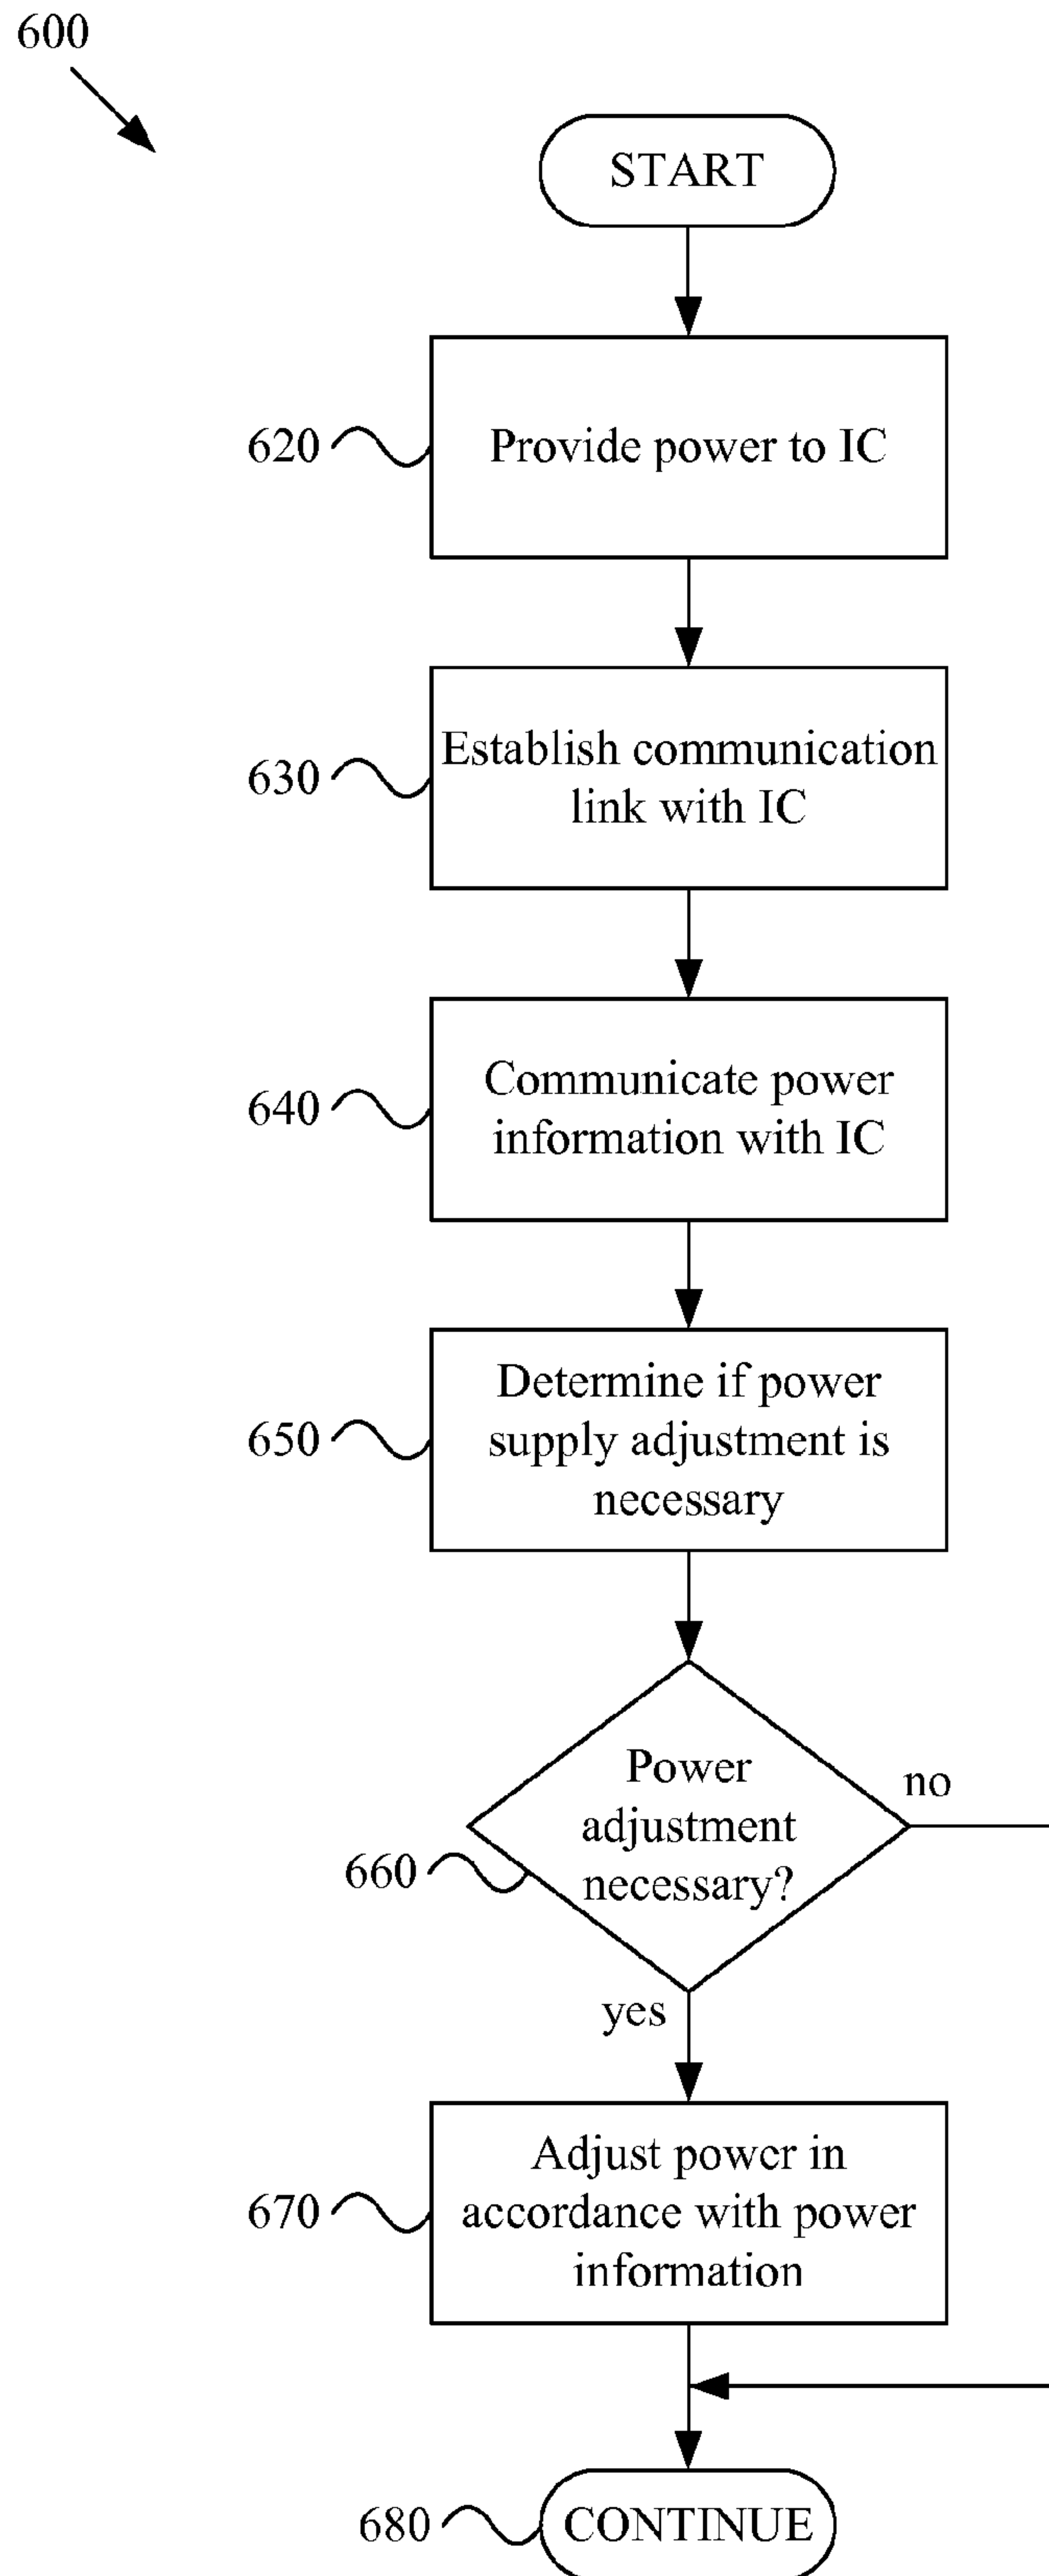 600
START
620
Provide power to IC
630
Establish communication
link with IC
640
Communicate power
information with IC
650
Determine if power
supply adjustment is
necessary
Power
adjustment
necessary?
no
660
yes
670
Adjust power in
accordance with power
information
680
CONTINUE